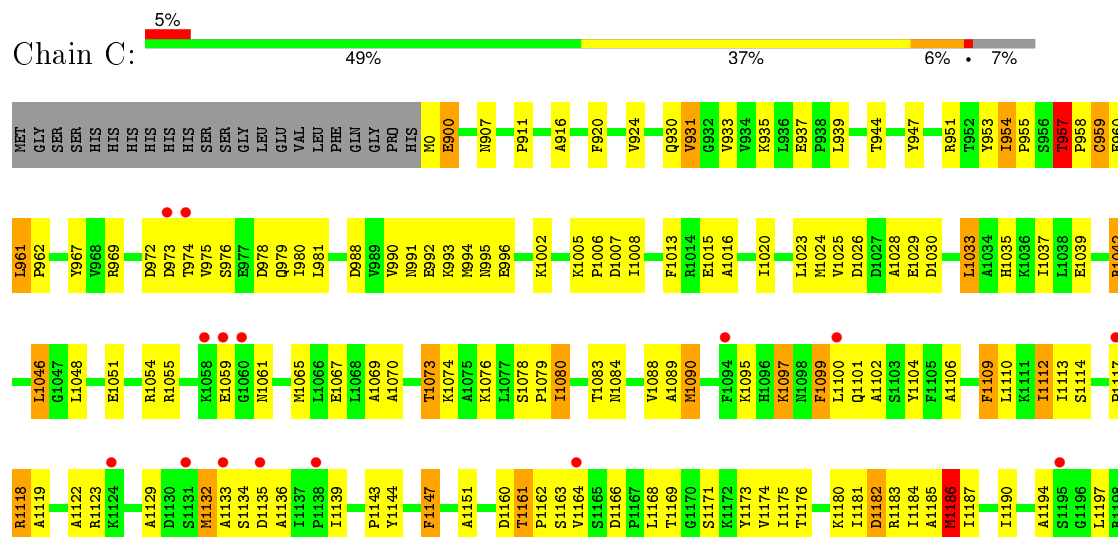 5%
Chain C:
49% 37% 6% • 7%
MET GLY SER SER HIS HIS HIS HIS HIS HIS SER SER GLY LEU GLU VAL LEU PHE GLN GLY PRO HIS M0 E900 N907 P911 A916 F920 V924 Q930 V931 G932 V933 V934 K935 L936 E937 P938 L939 T944 Y947 R951 T952 Y953 I954 P955 S956 T957 P958 C959 E960
L961 P962 Y967 V968 R969 D972 D973 T974 V975 S976 E977 D978 Q979 I980 L981 D988 V989 V990 N991 E992 K993 M994 N995 E996 K1002 K1005 P1006 D1007 I1008 F1013 R1014 E1015 A1016 I1020 L1023 M1024 V1025 D1026 D1027 A1028 E1029 D1030 L1033 A1034 H1035 K1036 I1037 L1038 E1039 R1042
L1046 G1047 L1048 E1051 R1054 R1055 K1058 E1059 G1060 N1061 M1065 L1066 E1067 L1068 A1069 A1070 T1073 K1074 A1075 K1076 L1077 S1078 P1079 I1080 T1083 N1084 V1088 A1089 M1090 F1094 K1095 H1096 K1097 N1098 F1099 L1100 Q1101 A1102 S1103 Y1104 F1105 A1106 F1109 L1110 K1111 I1112 I1113 S1114 P1117
R1118 A1119 A1122 R1123 K1124 A1129 D1130 S1131 M1132 A1133 S1134 D1135 A1136 I1137 P1138 I1139 P1143 Y1144 F1147 A1151 D1160 T1161 P1162 S1163 V1164 S1165 D1166 P1167 L1168 T1169 G1170 S1171 K1172 Y1173 V1174 I1175 T1176 K1180 I1181 D1182 R1183 I1184 A1185 M1186 I1187 I1190 A1194 S1195 G1196 L1197